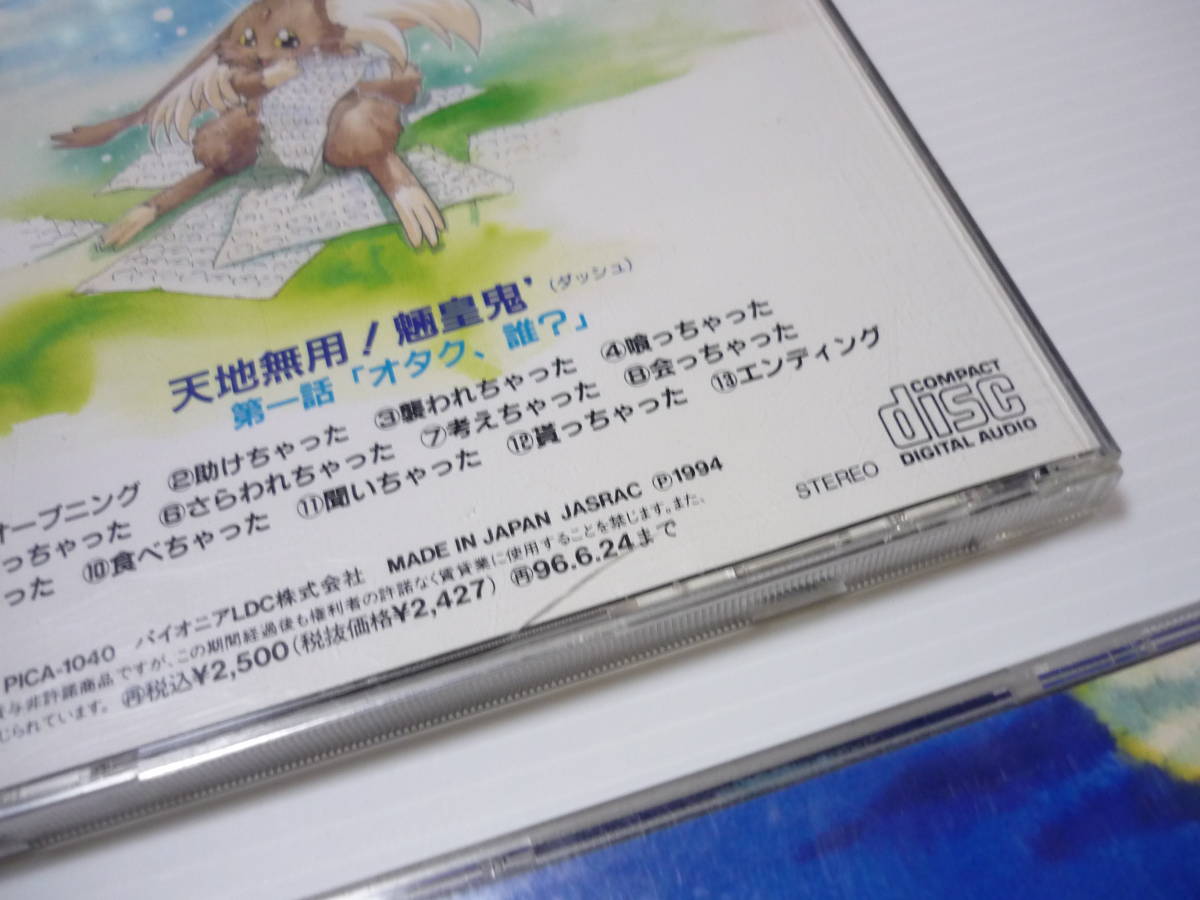 天地無用!魎皇鬼'(ダッシュ)
第一話「オタク、誰?」
オープニング ②助けちゃった ③襲われちゃった ④喰っちゃった
っちゃった ⑥さらわれちゃった ⑦考えちゃった ⑧会っちゃった
った ⑩食べちゃった ⑪聞いちゃった ⑫貰っちゃった ⑬エンディング
COMPACT
disc
DIGITAL AUDIO
STEREO
PICA-1040 パイオニアLDC株式会社 MADE IN JAPAN JASRAC Ⓟ1994
貸与非許諾商品ですが、この期間経過後も権利者の許諾なく賃貸業に使用することを禁じます。また、
じられています。 ㊢税込¥2,500(税抜価格¥2,427) ㊢96.6.24まで